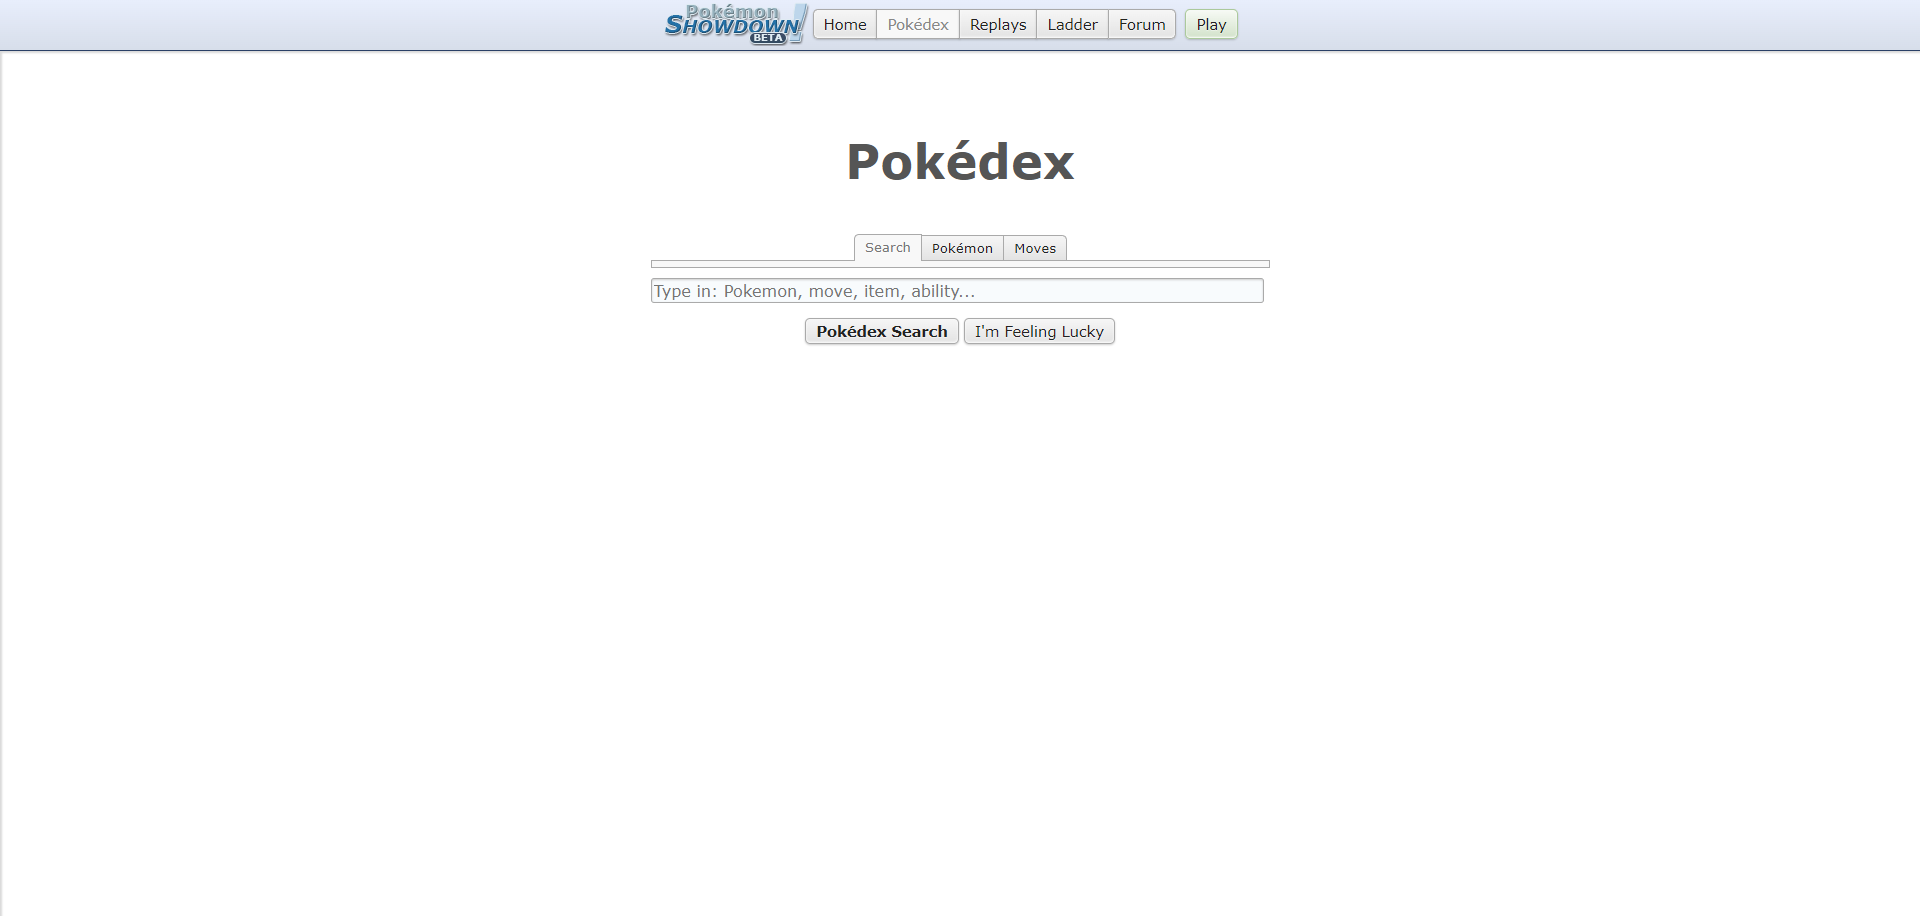 Pokémon
SHOWDOWN!
BETA
Home Pokédex Replays Ladder Forum Play
Pokédex
Search Pokémon Moves
Type in: Pokemon, move, item, ability...
Pokédex Search I'm Feeling Lucky